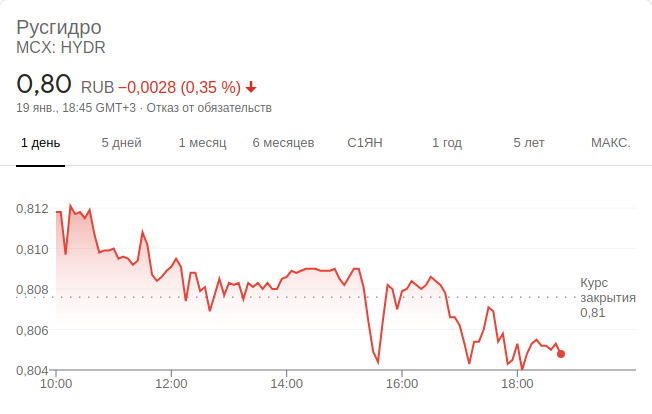 Русгидро
MCX: HYDR
0,80 RUB −0,0028 (0,35 %)
19 янв., 18:45 GMT+3 · Отказ от обязательств
1 день 5 дней 1 месяц 6 месяцев С1ЯН 1 год 5 лет МАКС.
0,812
0,810
0,808
0,806
0,804
Курс
закрытия
0,81
10:00 12:00 14:00 16:00 18:00